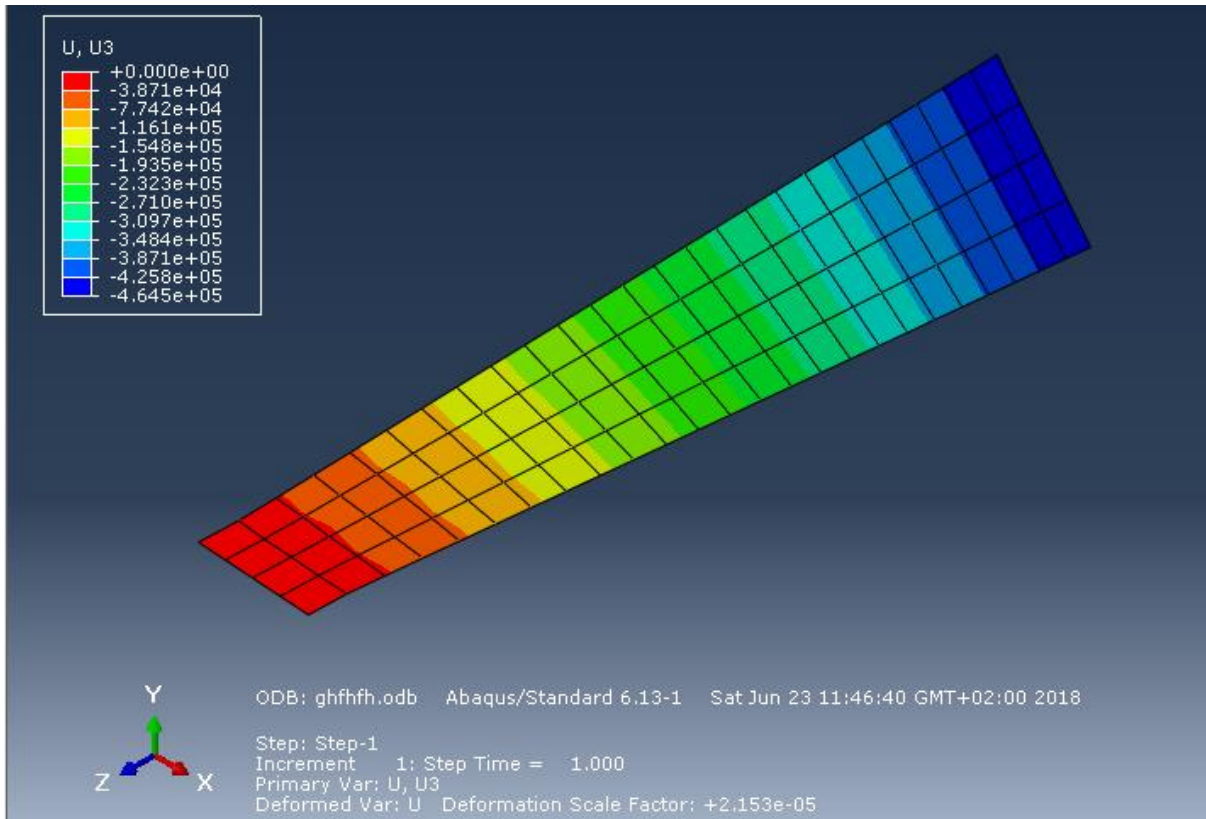 U, U3
+0.000e+00
-3.871e+04
-7.742e+04
-1.161e+05
-1.548e+05
-1.935e+05
-2.323e+05
-2.710e+05
-3.097e+05
-3.484e+05
-3.871e+05
-4.258e+05
-4.645e+05
Y
Z X
ODB: ghfhfh.odb Abaqus/Standard 6.13-1 Sat Jun 23 11:46:40 GMT+02:00 2018
Step: Step-1
Increment 1: Step Time = 1.000
Primary Var: U, U3
Deformed Var: U Deformation Scale Factor: +2.153e-05